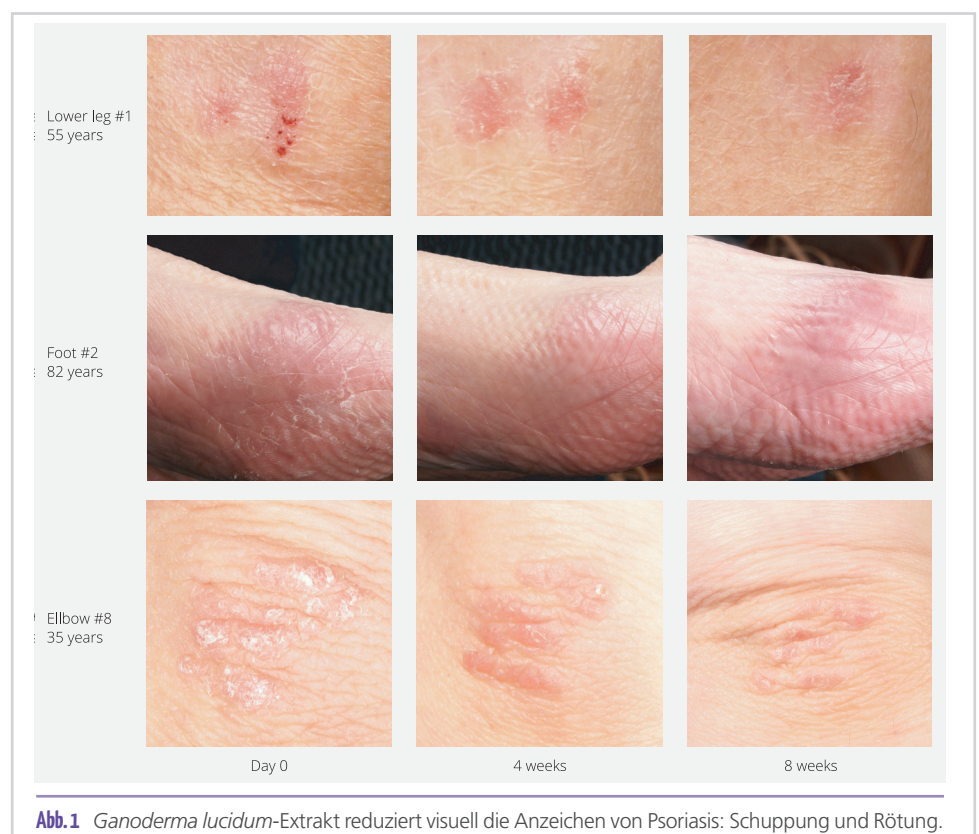 Lower leg #1
55 years
Foot #2
82 years
Ellbow #8
35 years
Day 0
4 weeks
8 weeks
Abb. 1 Ganoderma lucidum-Extrakt reduziert visuell die Anzeichen von Psoriasis: Schuppung und Rötung.